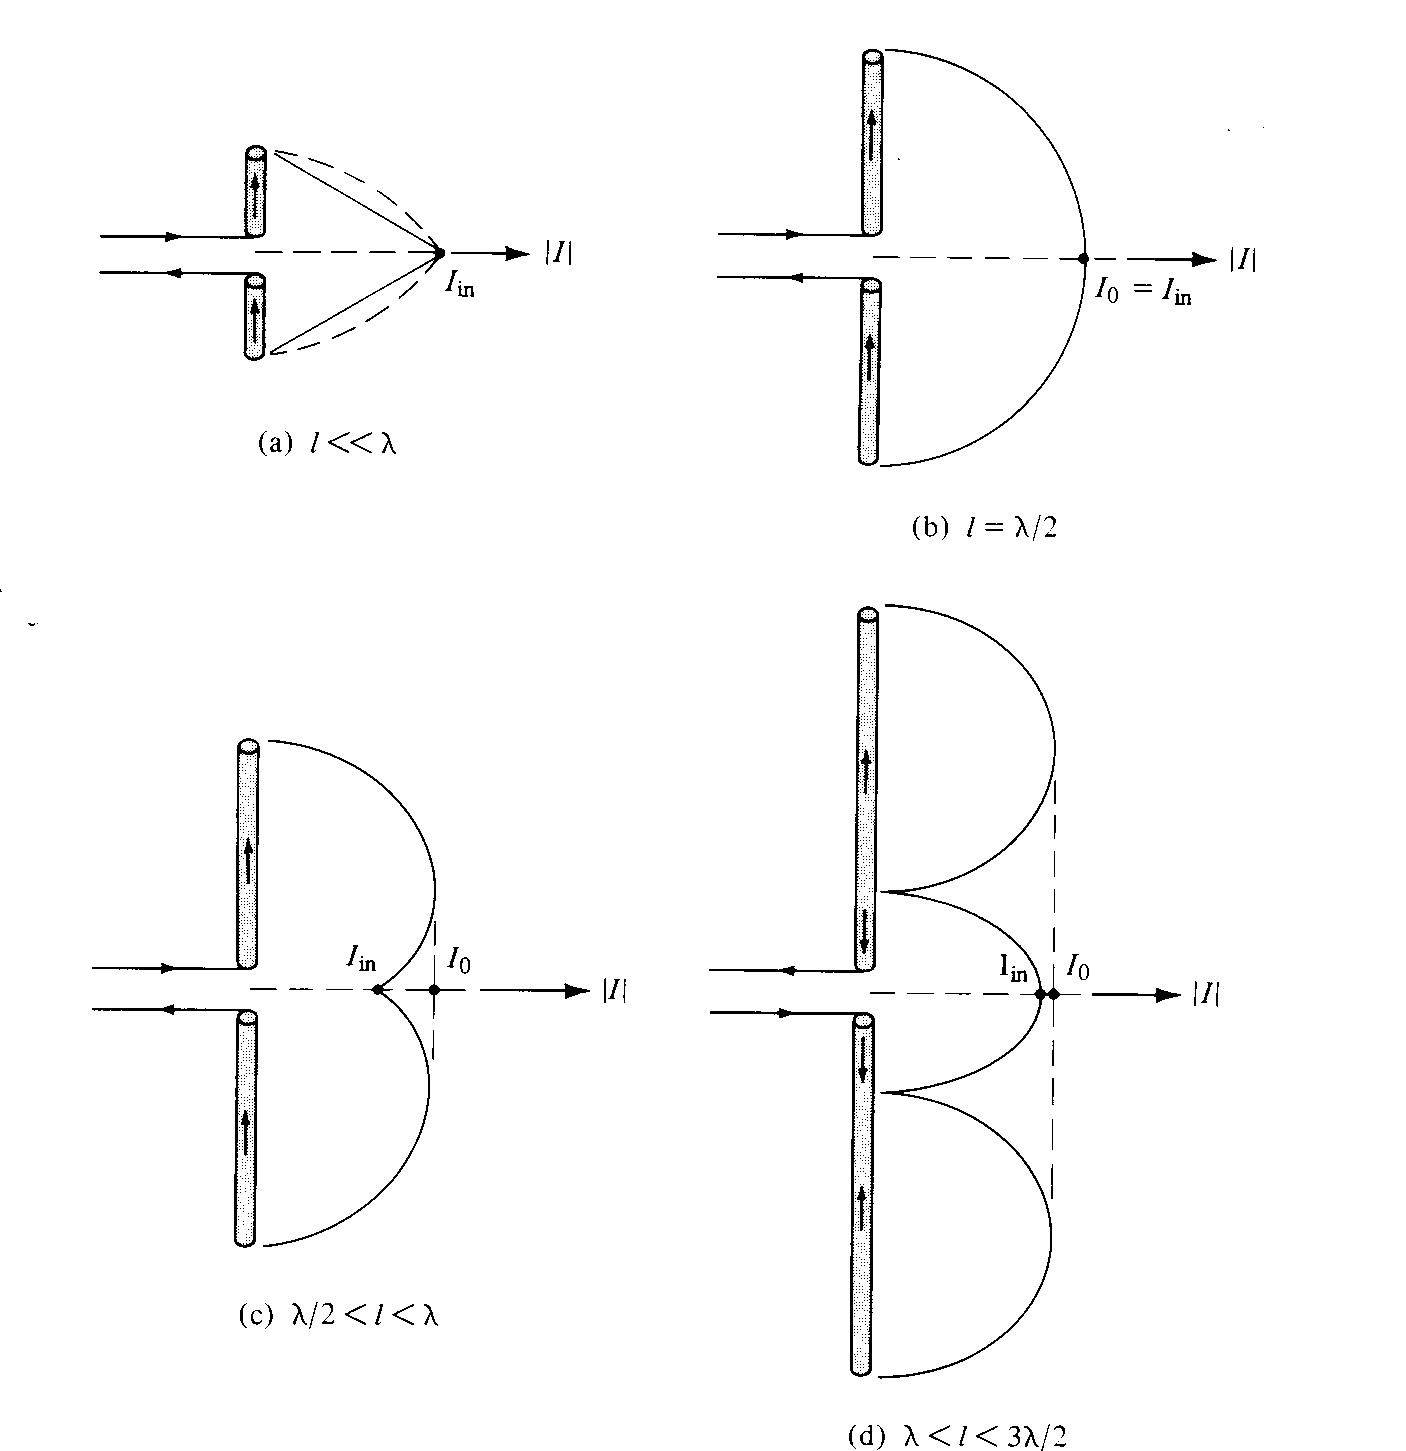 |I|
I_in
(a) l << λ
|I|
I_0 = I_in
(b) l = λ/2
I_in
I_0
|I|
(c) λ/2 < l < λ
I_in
I_0
|I|
(d) λ < l < 3λ/2